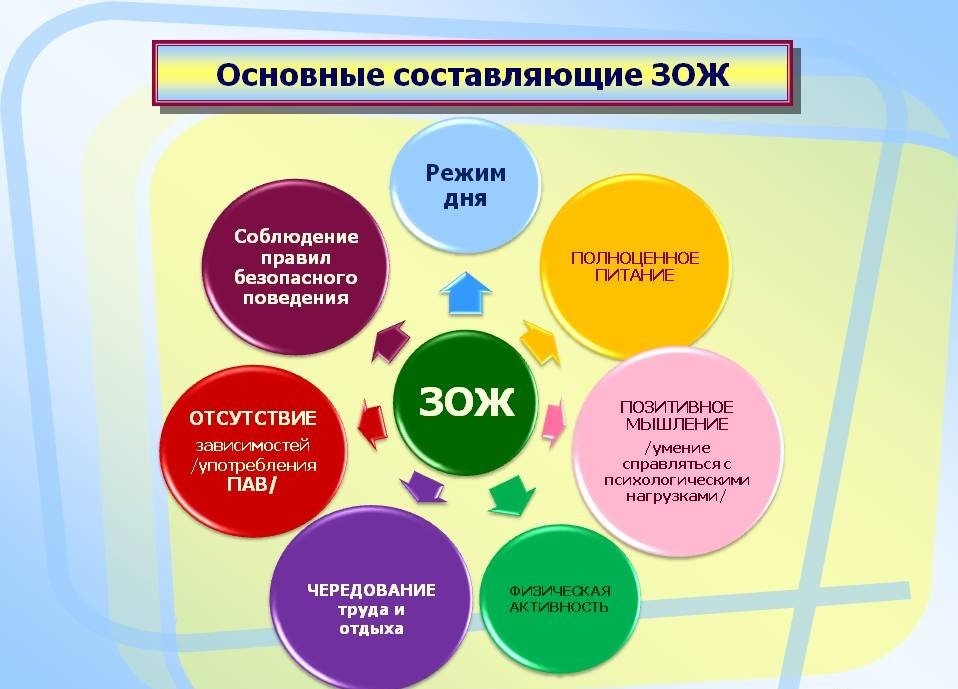 Основные составляющие ЗОЖ
Режим
дня
ПОЛНОЦЕННОЕ
ПИТАНИЕ
ПОЗИТИВНОЕ
МЫШЛЕНИЕ
/умение
справляться с
психологическими
нагрузками/
ФИЗИЧЕСКАЯ
АКТИВНОСТЬ
ЧЕРЕДОВАНИЕ
труда и
отдыха
ОТСУТСТВИЕ
зависимостей
/употребления
ПАВ/
Соблюдение
правил
безопасного
поведения
ЗОЖ